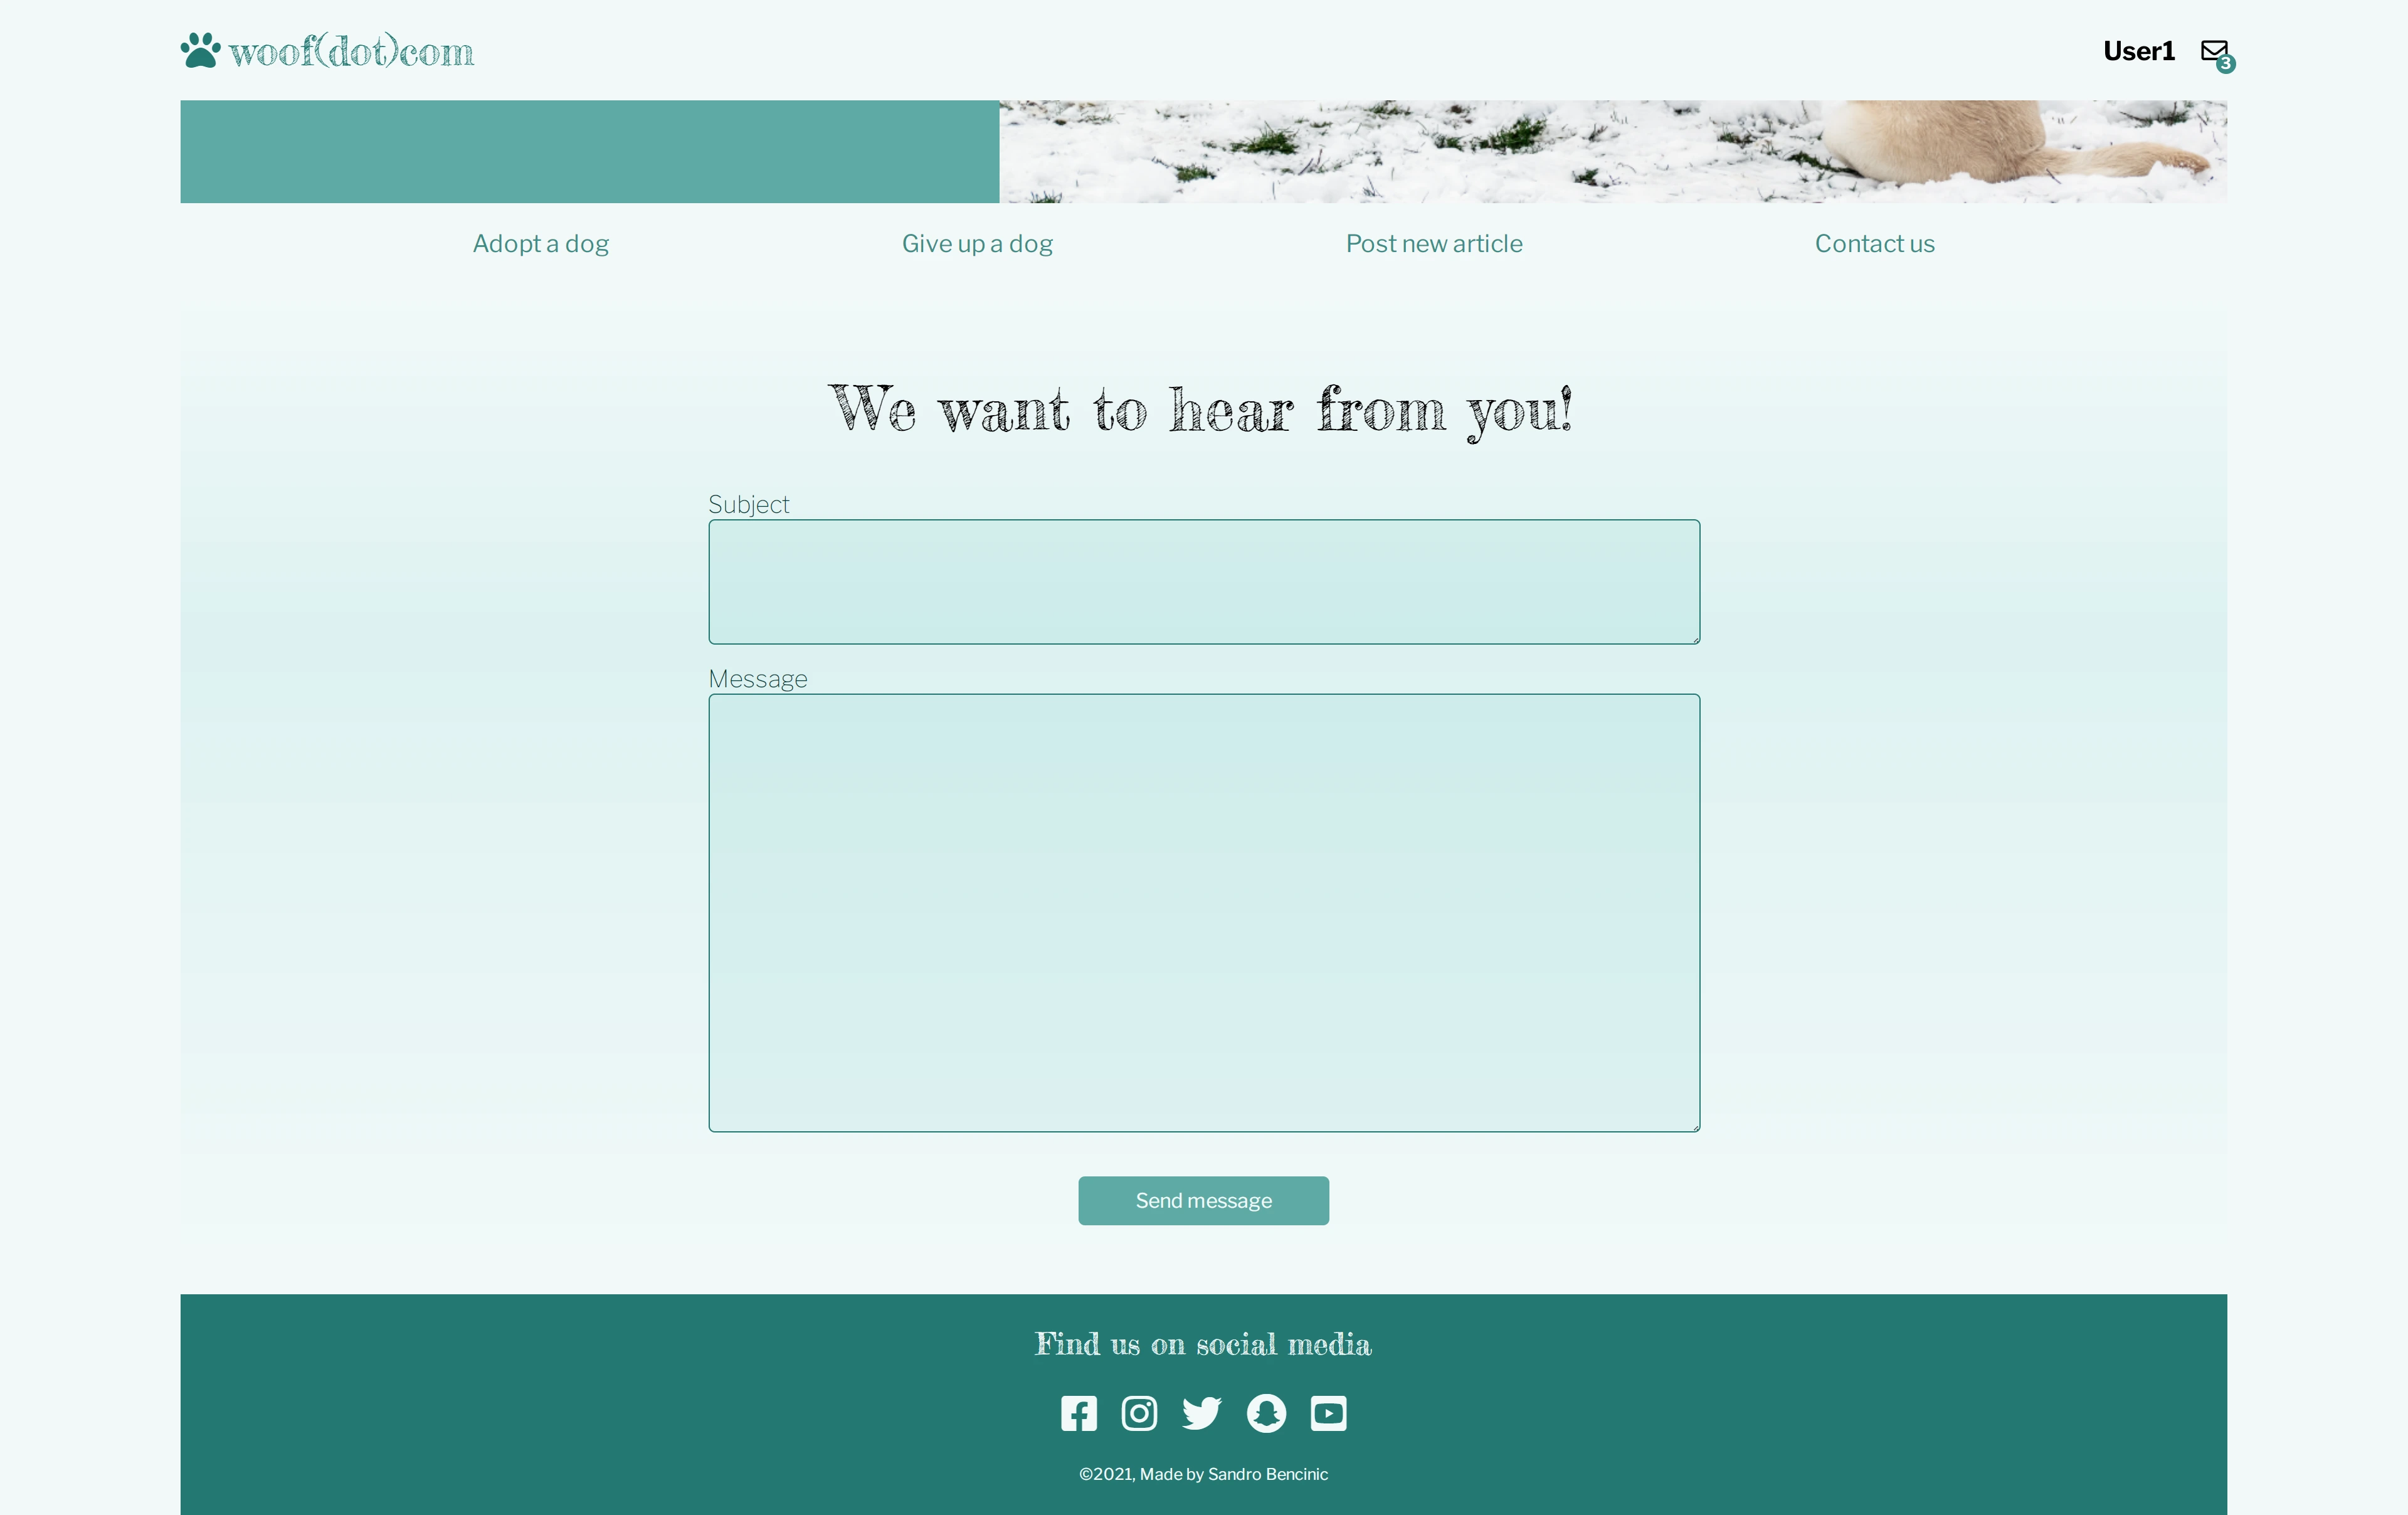 woof(dot)com
User1
3
Adopt a dog
Give up a dog
Post new article
Contact us
We want to hear from you!
Subject
Message
Send message
Find us on social media
©2021, Made by Sandro Bencinic